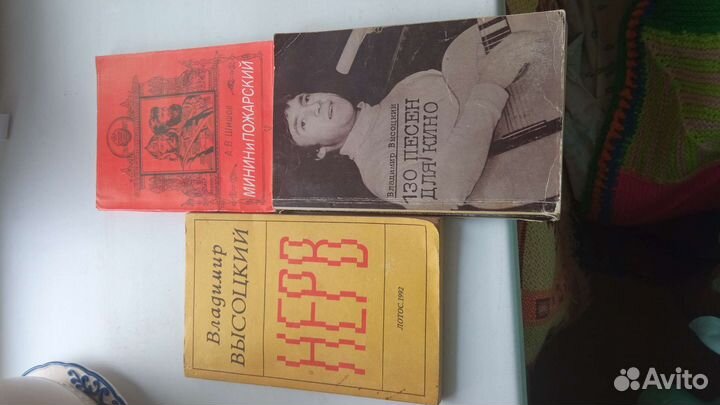 А. В. Шишов
МИНИН и ПОЖАРСКИЙ
Владимир Высоцкий
130 ПЕСЕН
ДЛЯ КИНО
Владимир
ВЫСОЦКИЙ
НЕРВ
ЛОТОС. 1992
Avito